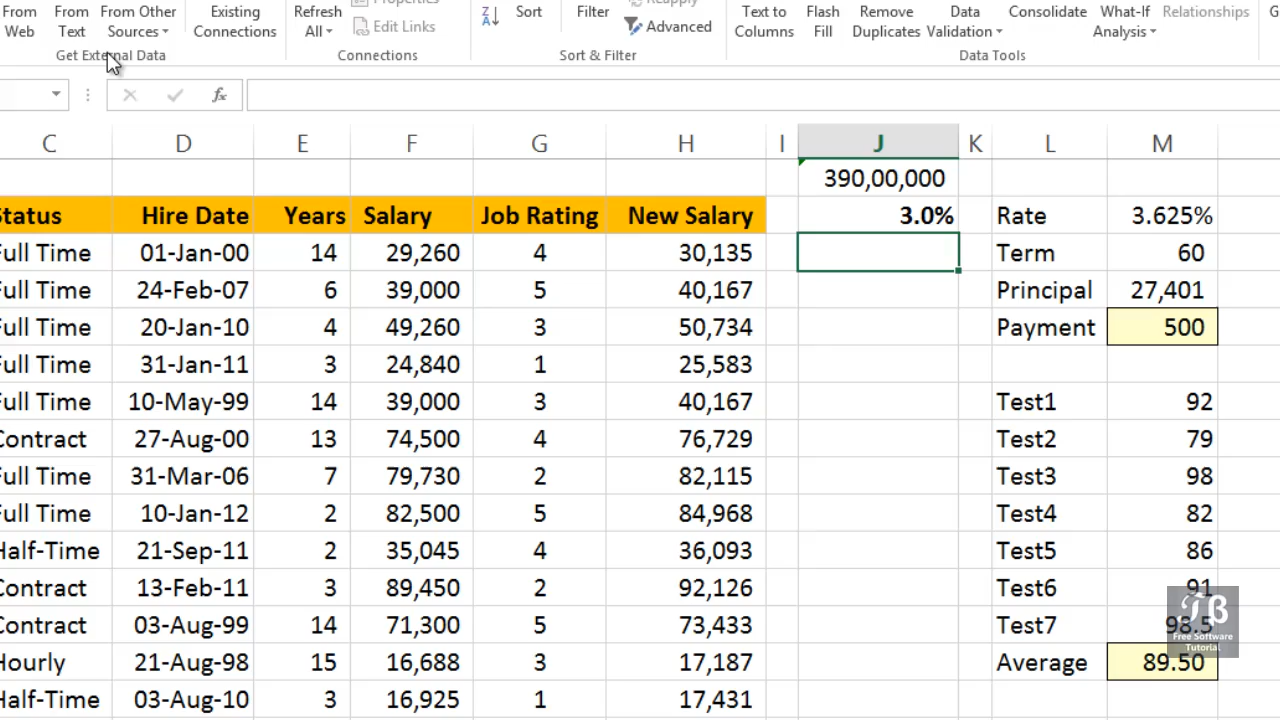 From Text From Other Existing Refresh Properties Sort Filter Reapply Text to Flash Remove Data Consolidate What-If Relationships
Web Text Sources Connections All Edit Links Advanced Columns Fill Duplicates Validation Analysis
Get External Data Connections Sort & Filter Data Tools
fx
C D E F G H I J K L M
390,00,000
Status Hire Date Years Salary Job Rating New Salary 3.0% Rate 3.625%
Full Time 01-Jan-00 14 29,260 4 30,135 Term 60
Full Time 24-Feb-07 6 39,000 5 40,167 Principal 27,401
Full Time 20-Jan-10 4 49,260 3 50,734 Payment 500
Full Time 31-Jan-11 3 24,840 1 25,583
Full Time 10-May-99 14 39,000 3 40,167 Test1 92
Contract 27-Aug-00 13 74,500 4 76,729 Test2 79
Full Time 31-Mar-06 7 79,730 2 82,115 Test3 98
Full Time 10-Jan-12 2 82,500 5 84,968 Test4 82
Half-Time 21-Sep-11 2 35,045 4 36,093 Test5 86
Contract 13-Feb-11 3 89,450 2 92,126 Test6 91
Contract 03-Aug-99 14 71,300 5 73,433 Test7 98.5
Hourly 21-Aug-98 15 16,688 3 17,187 Average 89.50
Half-Time 03-Aug-10 3 16,925 1 17,431
TB
Free Software
Tutorial